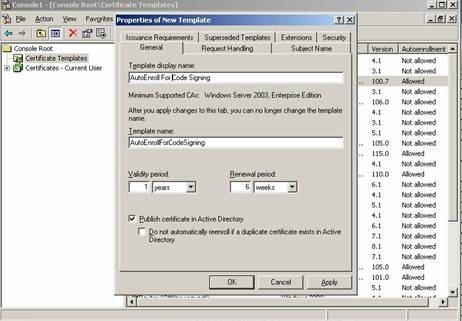 Console1 - [Console Root\Certificate Templates]
File Action View Favorites
Console Root
Certificate Templates
Certificates - Current User
Properties of New Template
Issuance Requirements Superseded Templates Extensions Security
General Request Handling Subject Name
Template display name:
AutoEnroll For Code Signing
Minimum Supported CAs: Windows Server 2003, Enterprise Edition
After you apply changes to this tab, you can no longer change the template
name.
Template name:
AutoEnrollForCodeSigning
Validity period: Renewal period:
1 years 6 weeks
Publish certificate in Active Directory
Do not automatically reenroll if a duplicate certificate exists in Active
Directory
OK Cancel Apply
Version Autoenrollment
4.1 Not allowed
3.1 Not allowed
100.7 Allowed
3.1 Not allowed
106.0 Not allowed
4.1 Not allowed
4.1 Not allowed
5.1 Not allowed
105.0 Not allowed
115.0 Allowed
4.1 Not allowed
110.0 Allowed
6.1 Not allowed
4.1 Not allowed
5.1 Not allowed
4.1 Not allowed
6.1 Not allowed
7.1 Not allowed
8.1 Not allowed
7.1 Not allowed
105.0 Allowed
101.0 Allowed
5.1 Not allowed